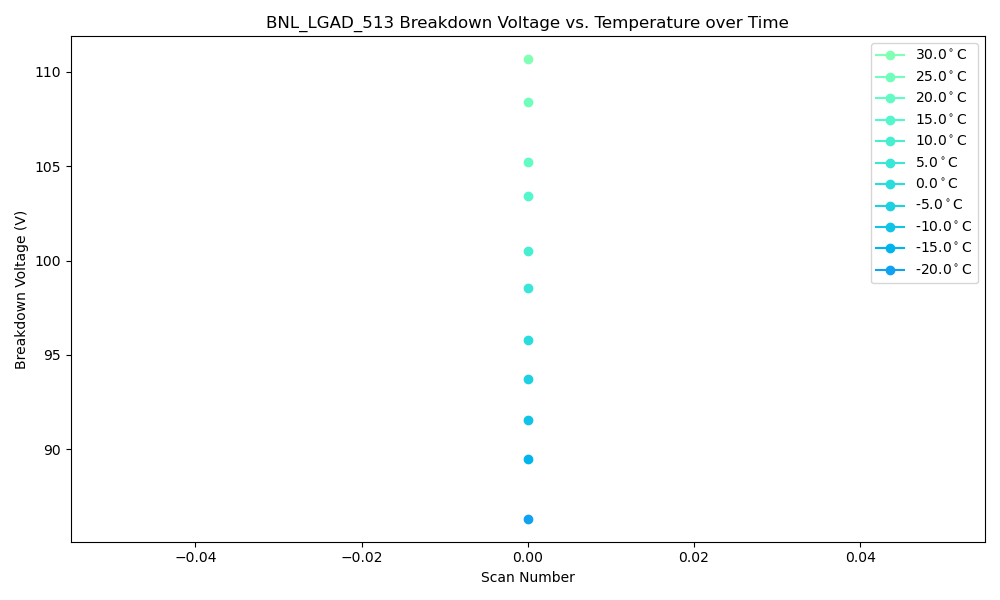 BNL_LGAD_513 Breakdown Voltage vs. Temperature over Time
Breakdown Voltage (V)
110
105
100
95
90
30.0°C
25.0°C
20.0°C
15.0°C
10.0°C
5.0°C
0.0°C
-5.0°C
-10.0°C
-15.0°C
-20.0°C
−0.04 −0.02 0.00 0.02 0.04
Scan Number